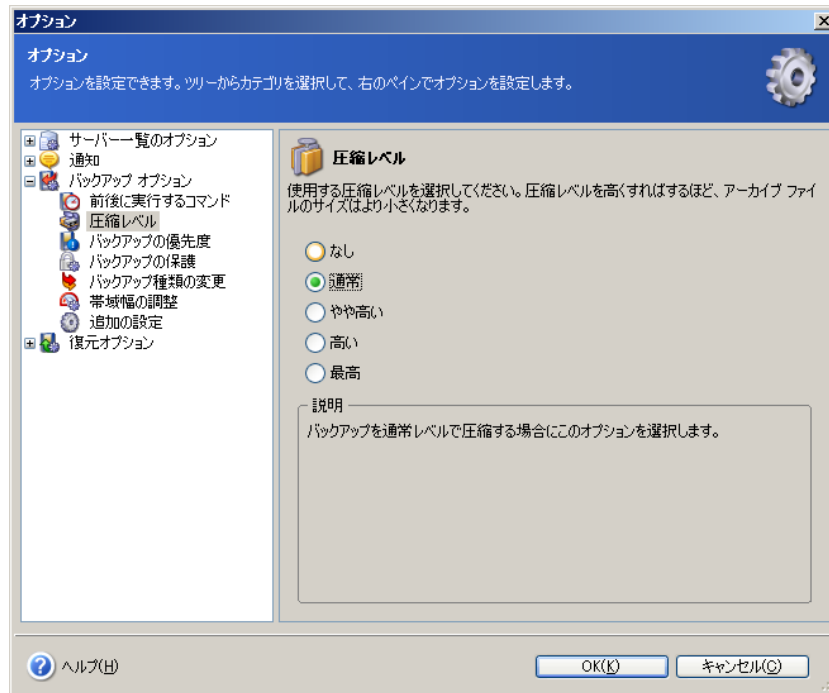 オプション
オプション
オプションを設定できます。ツリーからカテゴリを選択して、右のペインでオプションを設定します。
サーバー一覧のオプション
通知
バックアップ オプション
前後に実行するコマンド
圧縮レベル
バックアップの優先度
バックアップの保護
バックアップ種類の変更
帯域幅の調整
追加の設定
復元オプション
圧縮レベル
使用する圧縮レベルを選択してください。圧縮レベルを高くすればするほど、アーカイブ ファイ
ルのサイズはより小さくなります。
なし
通常
やや高い
高い
最高
説明
バックアップを通常レベルで圧縮する場合にこのオプションを選択します。
ヘルプ(H)
OK(K)
キャンセル(C)